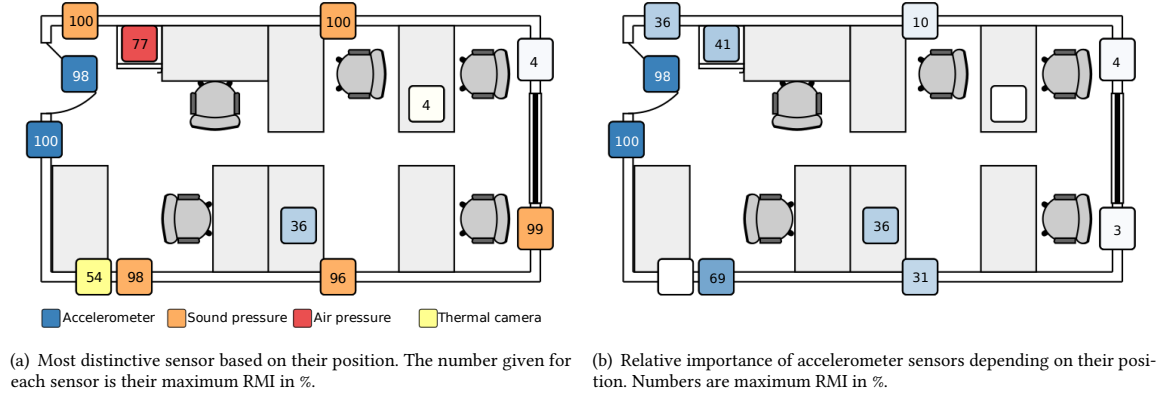 100
100
77
98
4
4
100
36
99
54
98
96
Accelerometer
Sound pressure
Air pressure
Thermal camera
(a) Most distinctive sensor based on their position. The number given for
each sensor is their maximum RMI in %.
36
10
41
98
4
100
36
3
69
31
(b) Relative importance of accelerometer sensors depending on their posi-
tion. Numbers are maximum RMI in %.